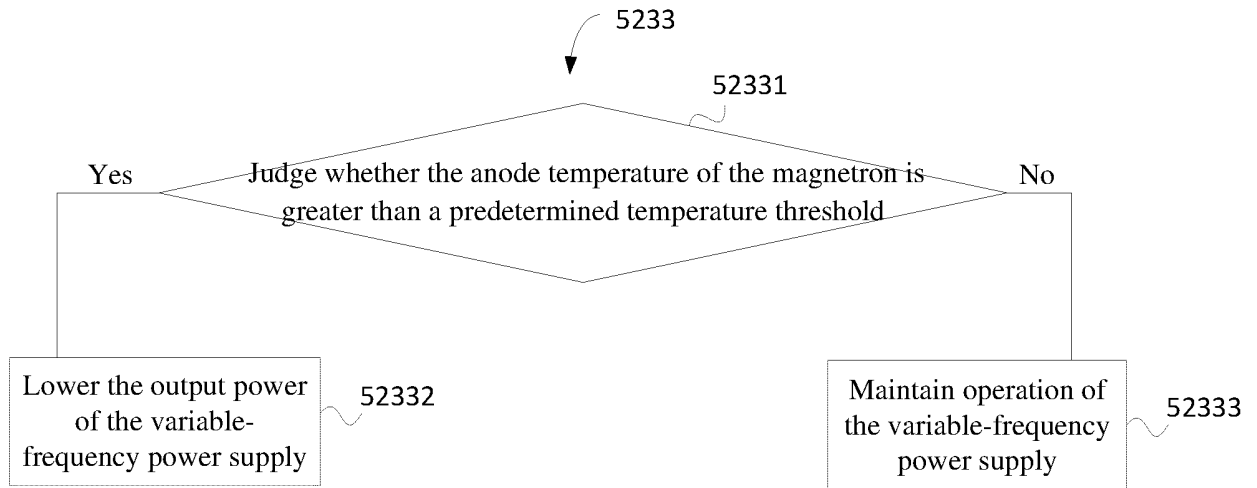 5233
52331
Yes
Judge whether the anode temperature of the magnetron is
greater than a predetermined temperature threshold
No
Lower the output power
of the variable-
frequency power supply
52332
Maintain operation of
the variable-frequency
power supply
52333